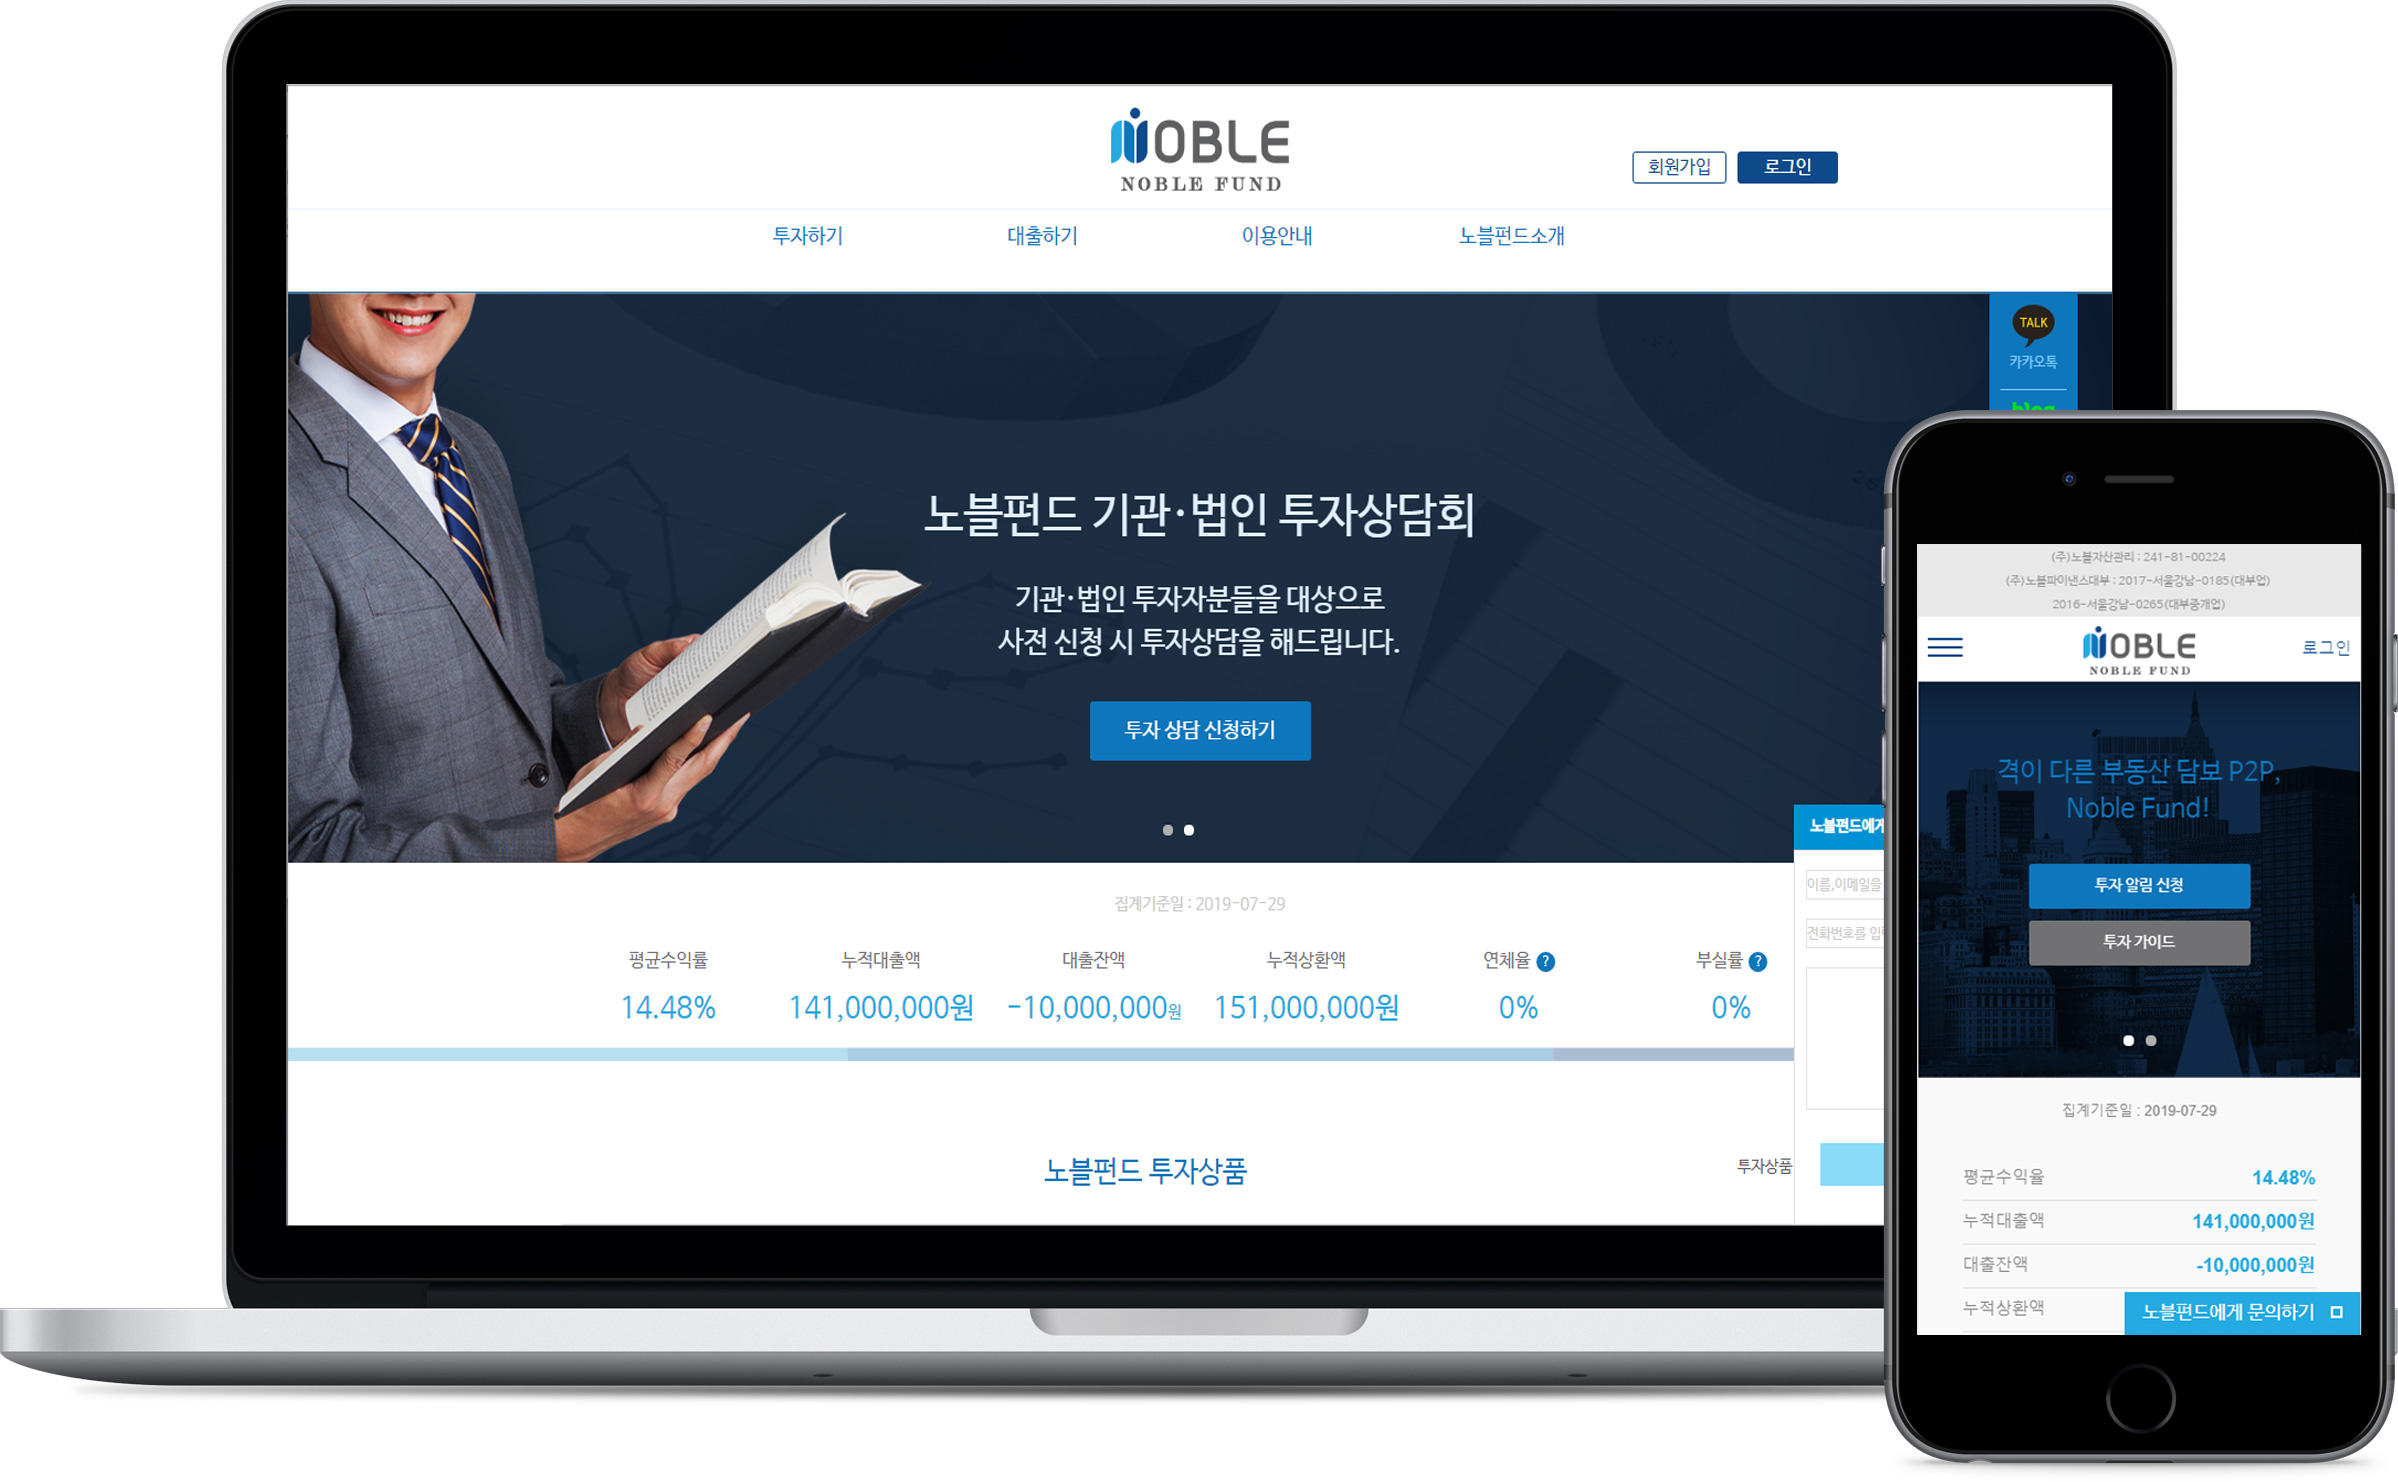 NOBLE
NOBLE FUND
회원가입
로그인
투자하기
대출하기
이용안내
노블펀드소개
TALK
카카오톡
blog
노블펀드 기관·법인 투자상담회
기관·법인 투자자분들을 대상으로
사전 신청 시 투자상담을 해드립니다.
투자 상담 신청하기
노블펀드에게
이름,이메일을
전화번호를
집계기준일 : 2019-07-29
평균수익률
누적대출액
대출잔액
누적상환액
연체율 ?
부실률 ?
14.48%
141,000,000원
-10,000,000원
151,000,000원
0%
0%
노블펀드 투자상품
투자상품
(주)노블자산관리 : 241-81-00224
(주)노블파이낸스대부 : 2017-서울강남-0185(대부업)
2016-서울강남-0265(대부중개업)
NOBLE
NOBLE FUND
로그인
격이 다른 부동산 담보 P2P,
Noble Fund!
투자 알림 신청
투자 가이드
집계기준일 : 2019-07-29
평균수익율
14.48%
누적대출액
141,000,000원
대출잔액
-10,000,000원
누적상환액
노블펀드에게 문의하기